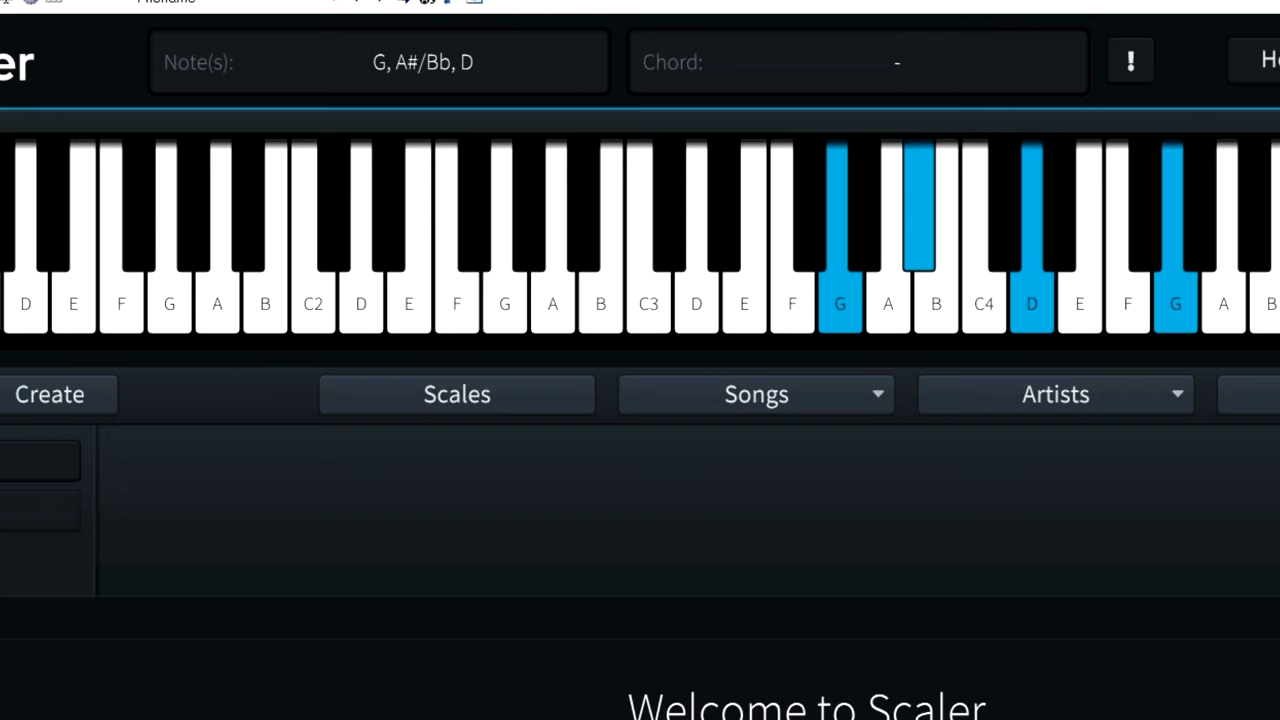 er
Note(s): G, A#/Bb, D
Chord: -
!
D E F G A B C2 D E F G A B C3 D E F G A B C4 D E F G A B
Create
Scales
Songs
Artists
Welcome to Scaler